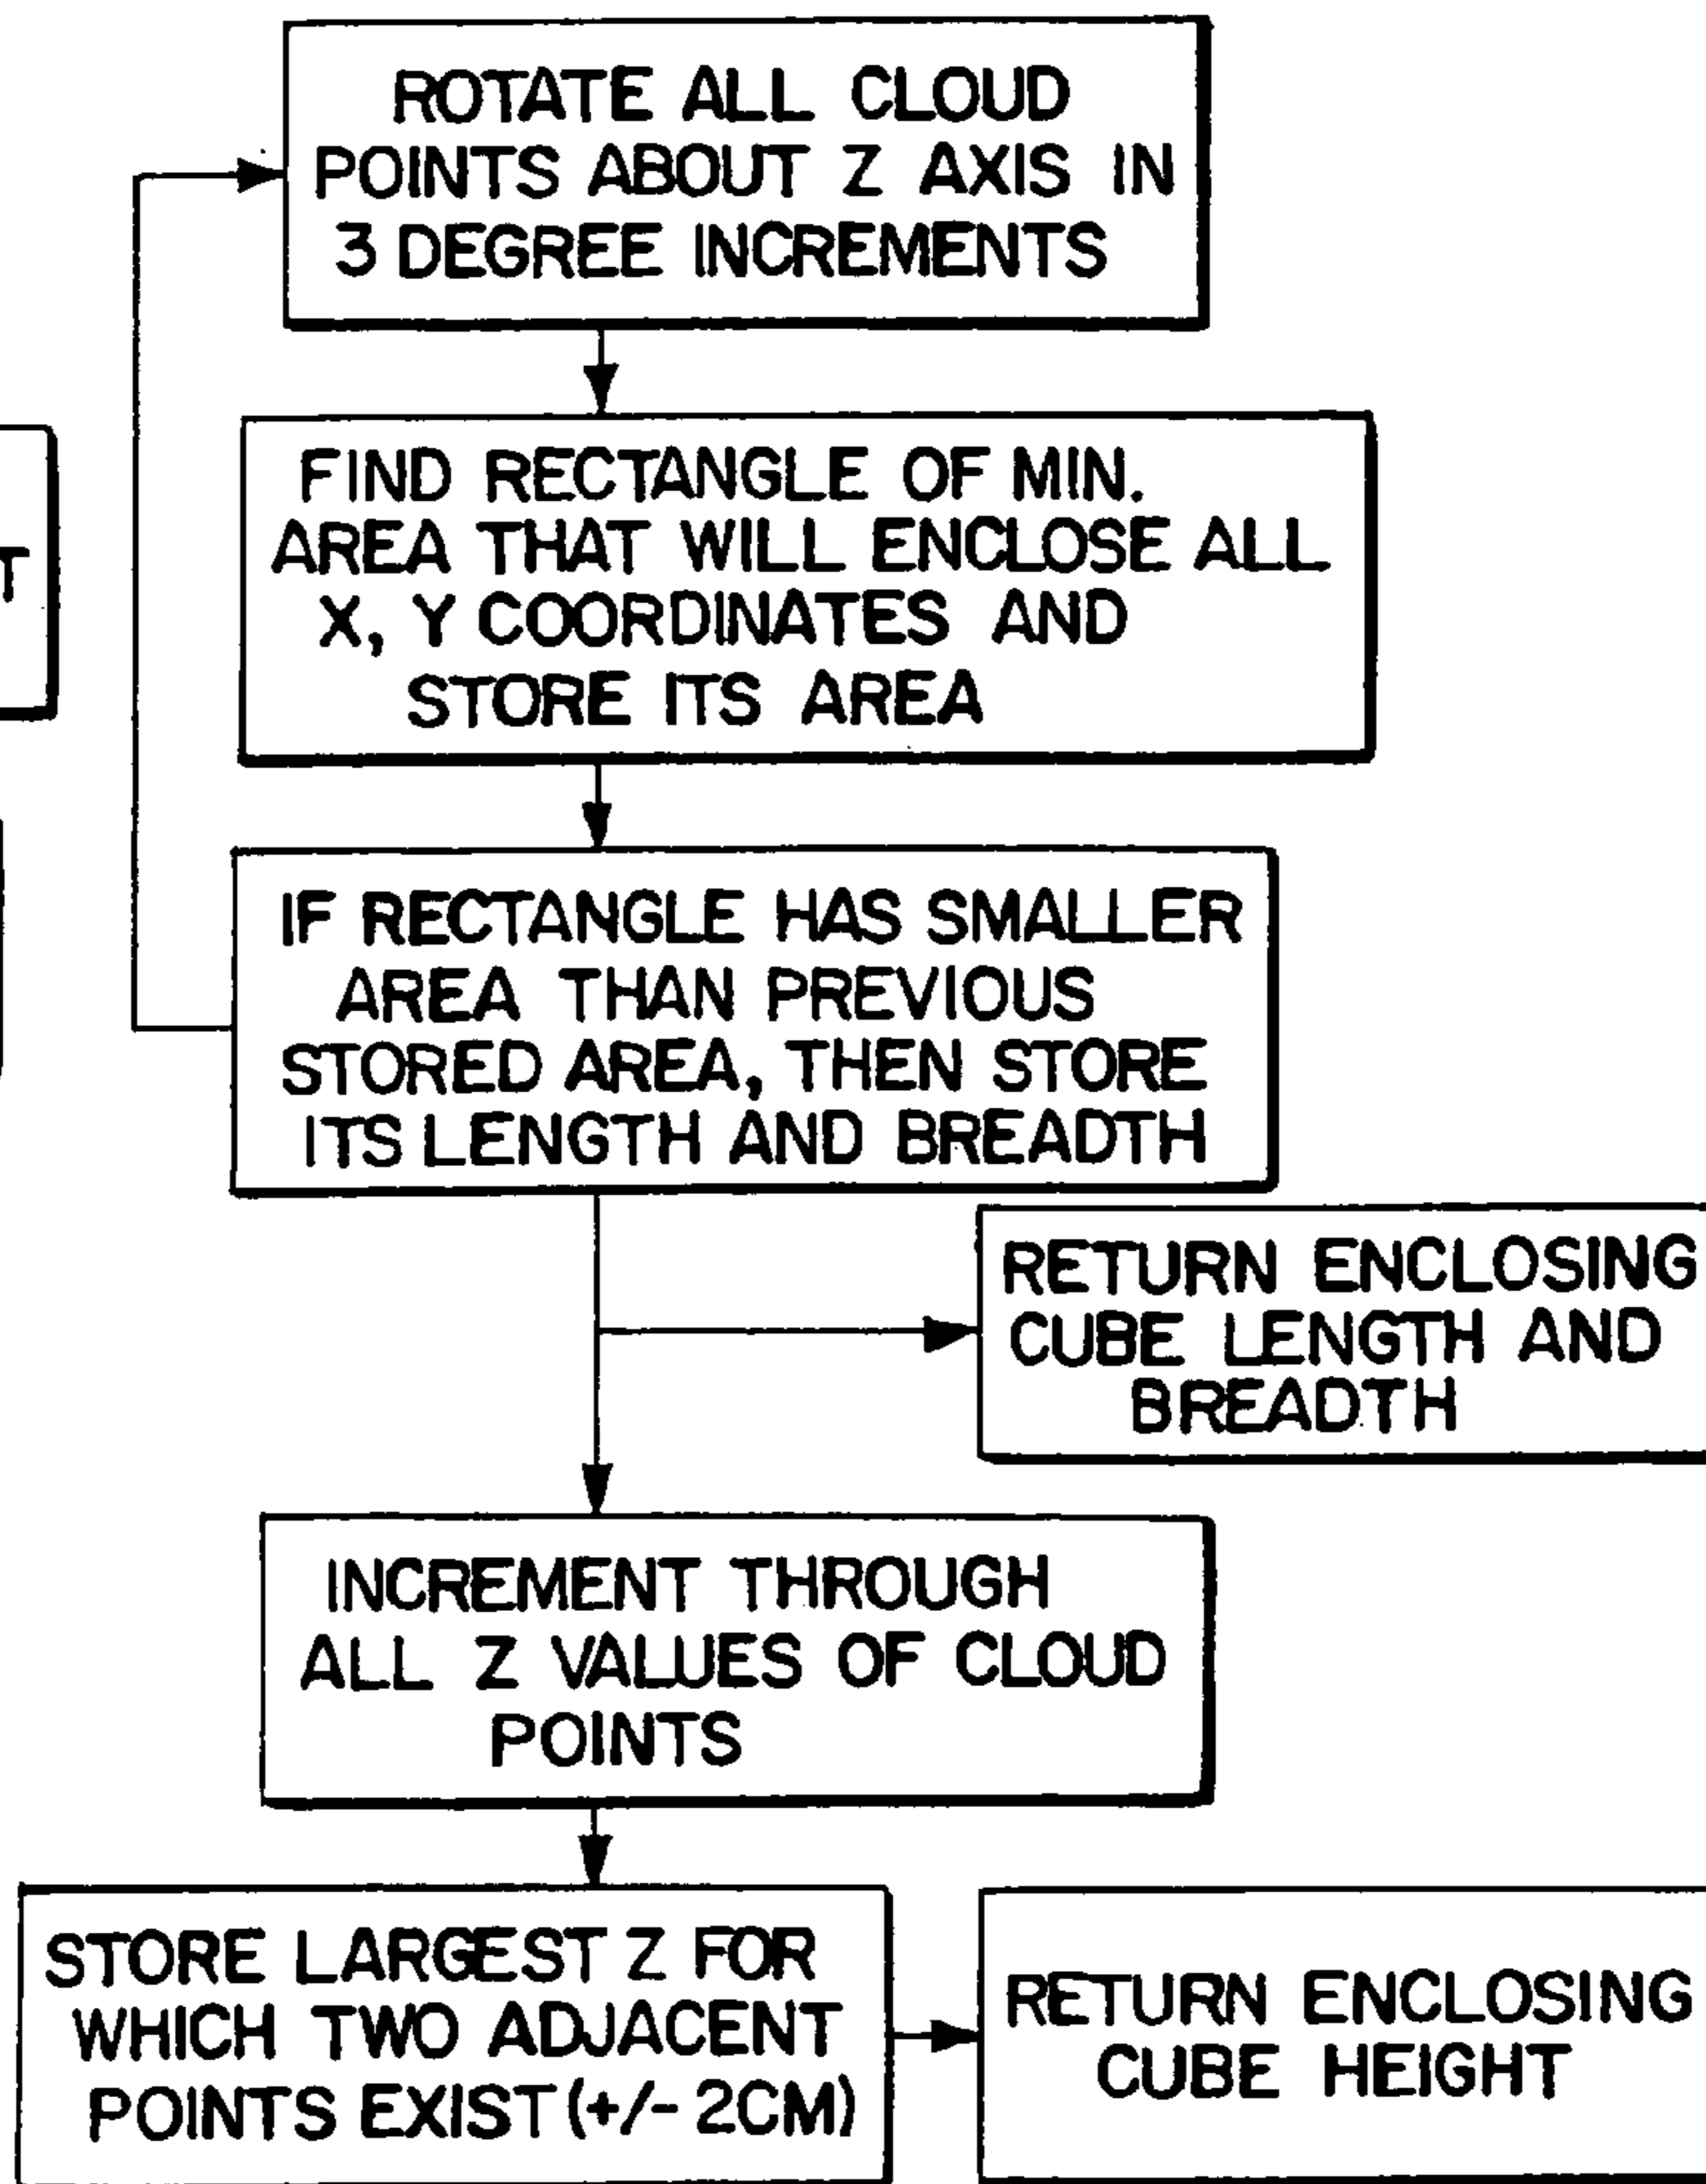 ROTATE ALL CLOUD
POINTS ABOUT Z AXIS IN
3 DEGREE INCREMENTS
FIND RECTANGLE OF MIN.
AREA THAT WILL ENCLOSE ALL
X, Y COORDINATES AND
STORE ITS AREA
T
IF RECTANGLE HAS SMALLER
AREA THAN PREVIOUS
STORED AREA, THEN STORE
ITS LENGTH AND BREADTH
RETURN ENCLOSING
CUBE LENGTH AND
BREADTH
INCREMENT THROUGH
ALL Z VALUES OF CLOUD
POINTS
STORE LARGEST Z FOR
WHICH TWO ADJACENT
POINTS EXIST (+/- 2CM)
RETURN ENCLOSING
CUBE HEIGHT